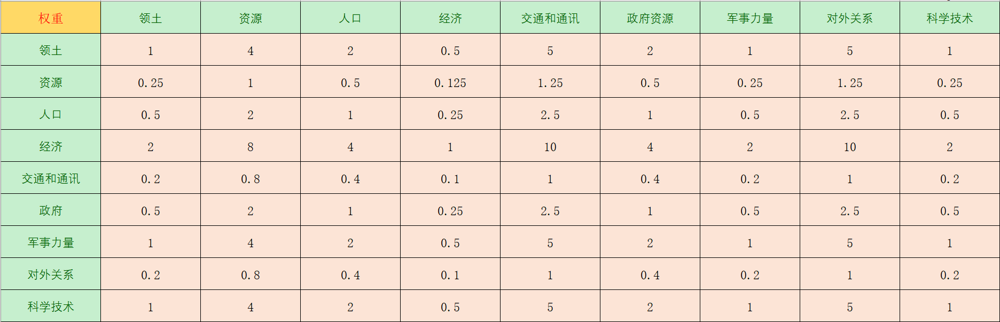 权重 领土 资源 人口 经济 交通和通讯 政府资源 军事力量 对外关系 科学技术
领土 1 4 2 0.5 5 2 1 5 1
资源 0.25 1 0.5 0.125 1.25 0.5 0.25 1.25 0.25
人口 0.5 2 1 0.25 2.5 1 0.5 2.5 0.5
经济 2 8 4 1 10 4 2 10 2
交通和通讯 0.2 0.8 0.4 0.1 1 0.4 0.2 1 0.2
政府 0.5 2 1 0.25 2.5 1 0.5 2.5 0.5
军事力量 1 4 2 0.5 5 2 1 5 1
对外关系 0.2 0.8 0.4 0.1 1 0.4 0.2 1 0.2
科学技术 1 4 2 0.5 5 2 1 5 1